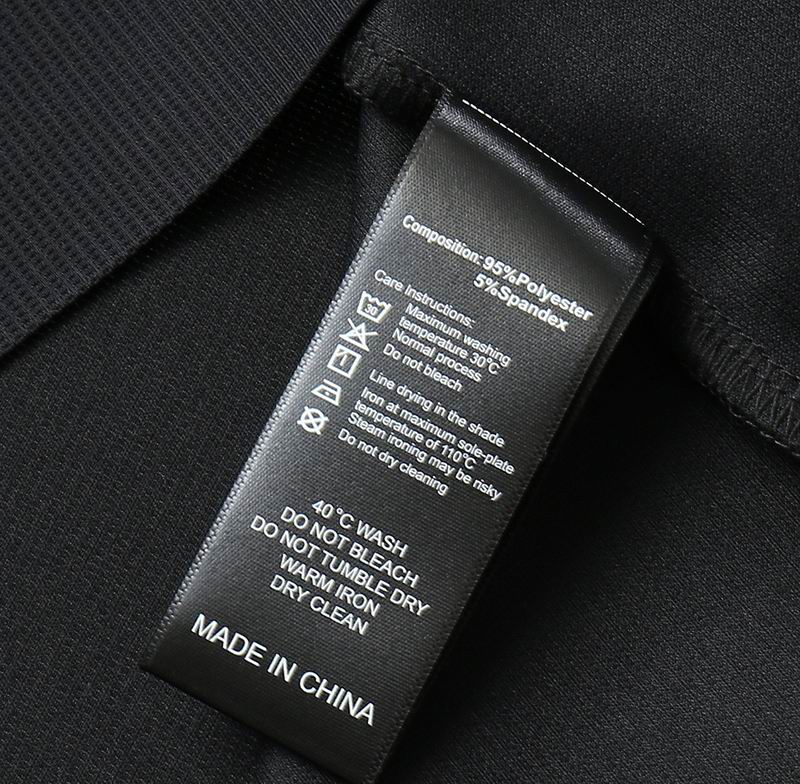 Composition: 95%Polyester
5%Spandex
Care Instructions:
30
Maximum washing
temperature 30°C
Normal process
Do not bleach
Line drying in the shade
Iron at maximum sole-plate
temperature of 110°C
Steam ironing may be risky
Do not dry cleaning
40°C WASH
DO NOT BLEACH
DO NOT TUMBLE DRY
WARM IRON
DRY CLEAN
MADE IN CHINA